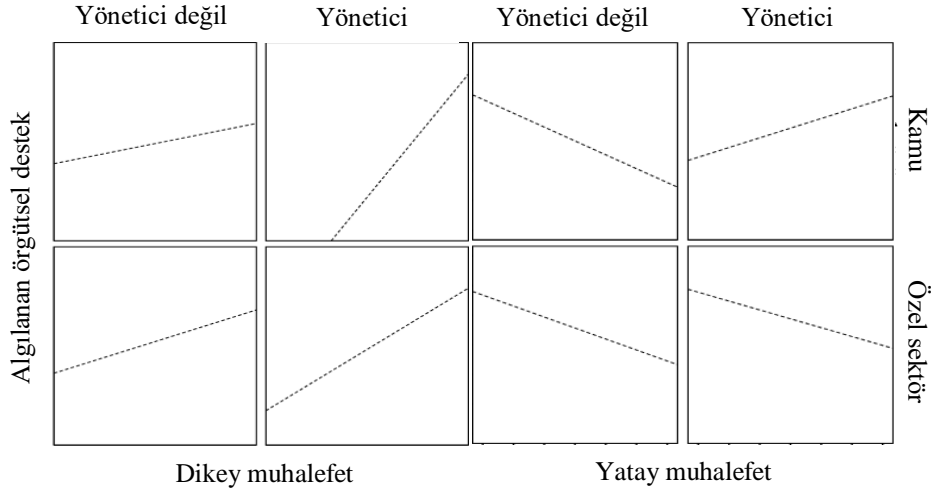 Yönetici değil
Yönetici
Yönetici değil
Yönetici
Algılanan örgütsel destek
Kamu
Özel sektör
Dikey muhalefet
Yatay muhalefet